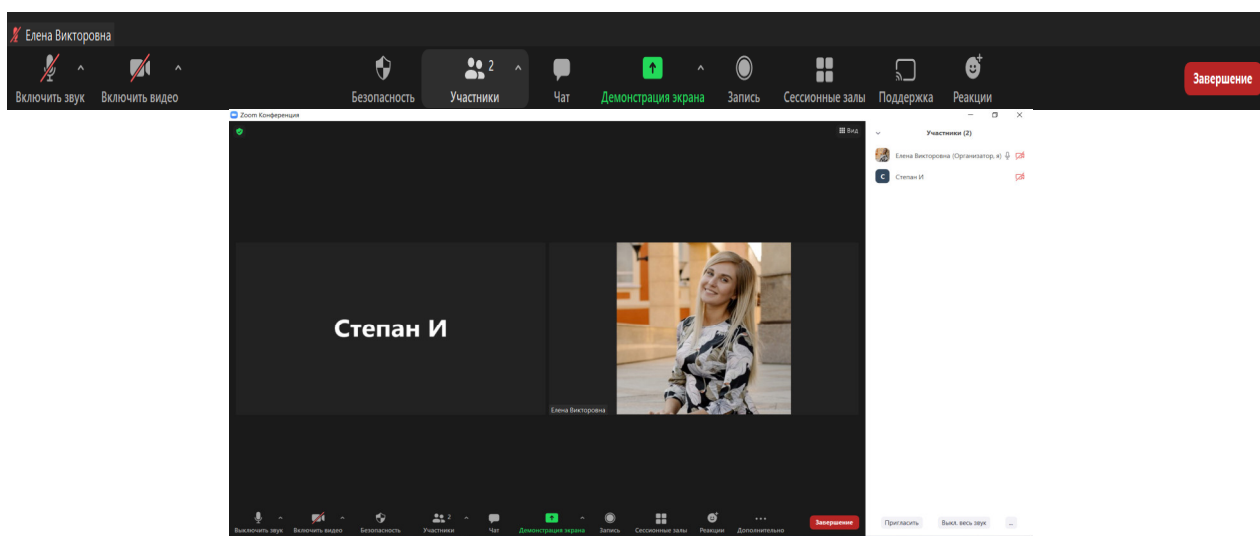 Елена Викторовна
Включить звук Включить видео Безопасность Участники 2 Чат Демонстрация экрана Запись Сессионные залы Поддержка Реакции Завершение
Zoom Конференция
Вид
Участники (2)
Елена Викторовна (Организатор, я)
С Степан И
Степан И
Елена Викторовна
Выключить звук Включить видео Безопасность Участники 2 Чат Демонстрация экрана Запись Сессионные залы Реакции Дополнительно Завершение
Пригласить Выкл. весь звук ...